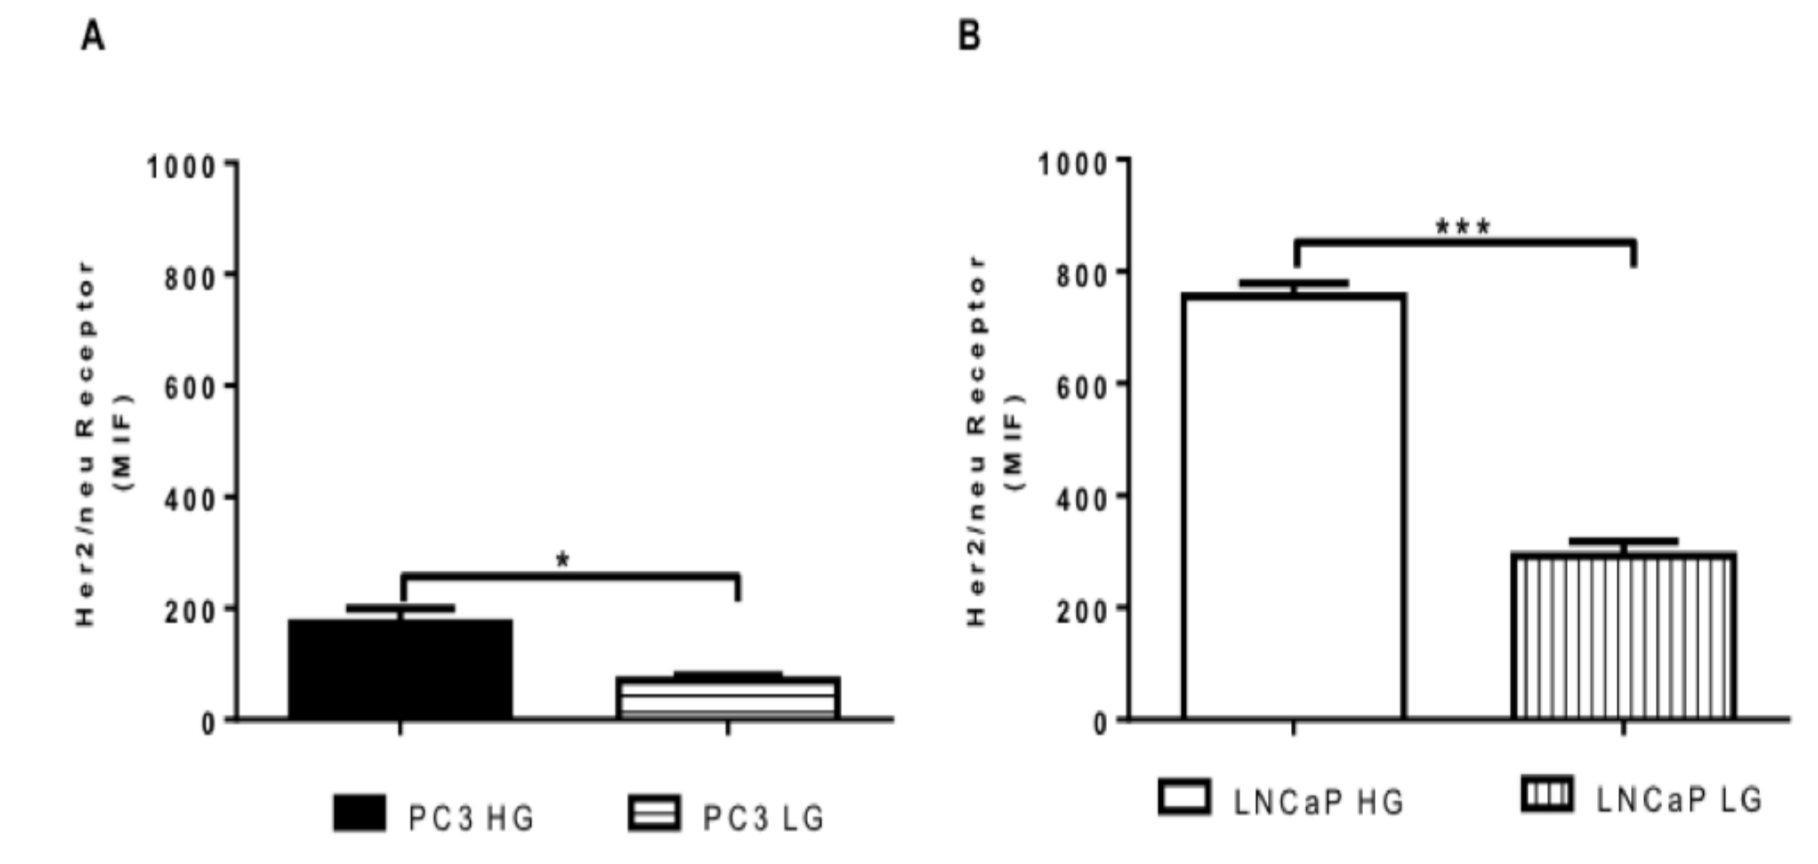 A
B
1000
800
600
400
200
0
Her2/neu Receptor
(MIF)
*
PC3 HG
PC3 LG
1000
800
600
400
200
0
Her2/neu Receptor
(MIF)
***
LNCaP HG
LNCaP LG